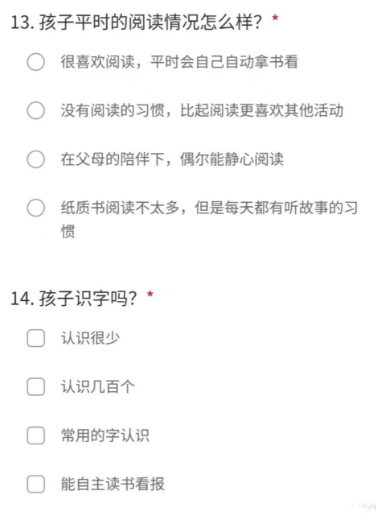 13. 孩子平时的阅读情况怎么样？*
很喜欢阅读，平时会自己自动拿书看
没有阅读的习惯，比起阅读更喜欢其他活动
在父母的陪伴下，偶尔能静心阅读
纸质书阅读不太多，但是每天都有听故事的习
惯
14. 孩子识字吗？*
认识很少
认识几百个
常用的字认识
能自主读书看报